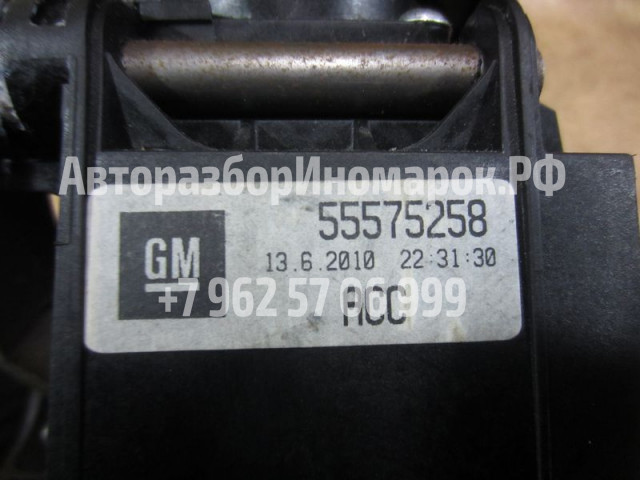 АвторазборИномарок.РФ
55575258
GM
13.6.2010 22:31:30
+7 962 57 06 999
ACC